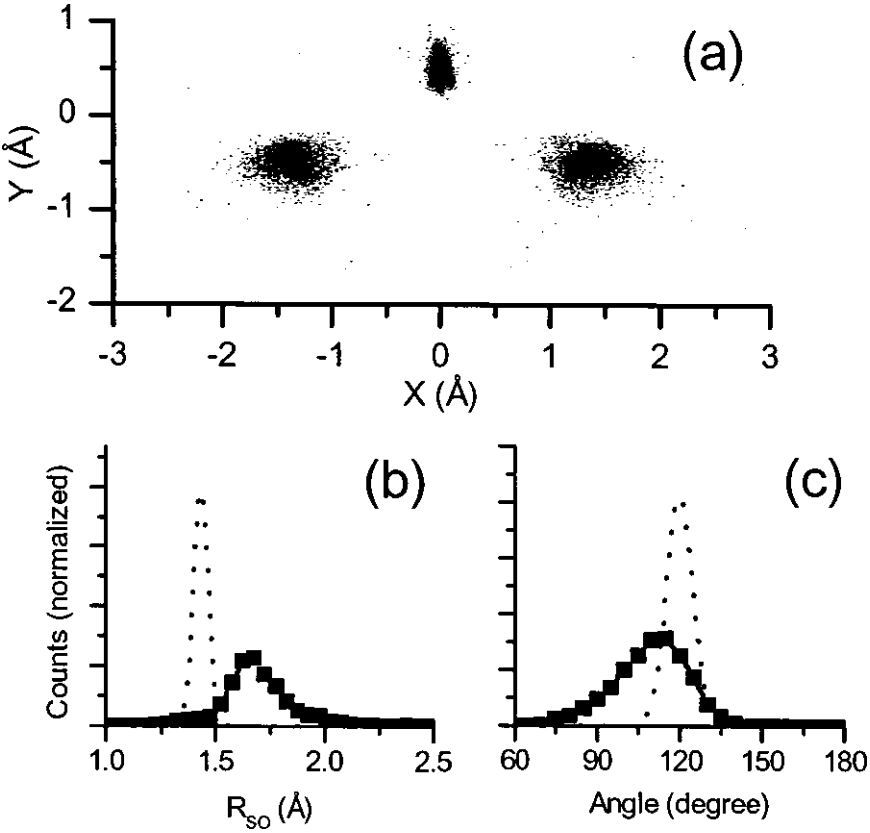 1
(a)
0
Y (Å)
-1
-2
-3 -2 -1 0 1 2 3
X (Å)
Counts (normalized)
(b)
(c)
1.0 1.5 2.0 2.5
60 90 120 150 180
R_SO (Å)
Angle (degree)